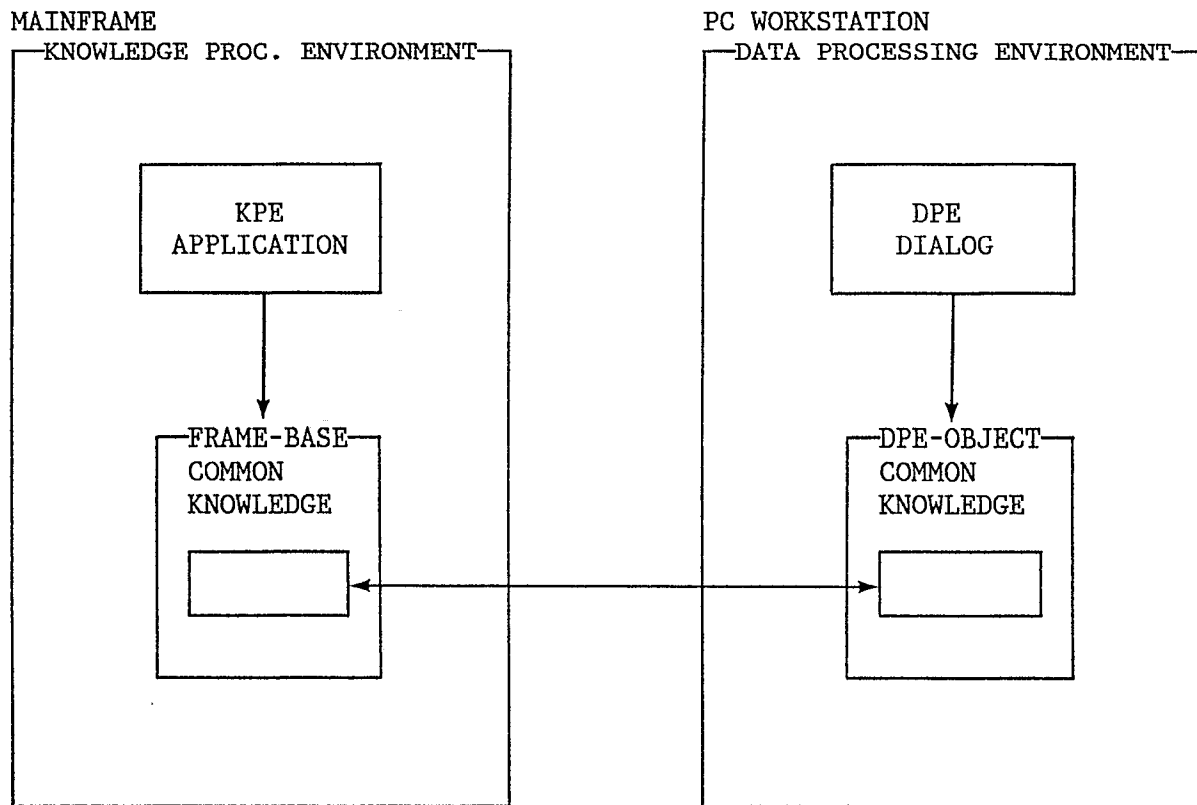 MAINFRAME
KNOWLEDGE PROC. ENVIRONMENT
KPE
APPLICATION
FRAME-BASE
COMMON
KNOWLEDGE
PC WORKSTATION
DATA PROCESSING ENVIRONMENT
DPE
DIALOG
DPE-OBJECT
COMMON
KNOWLEDGE